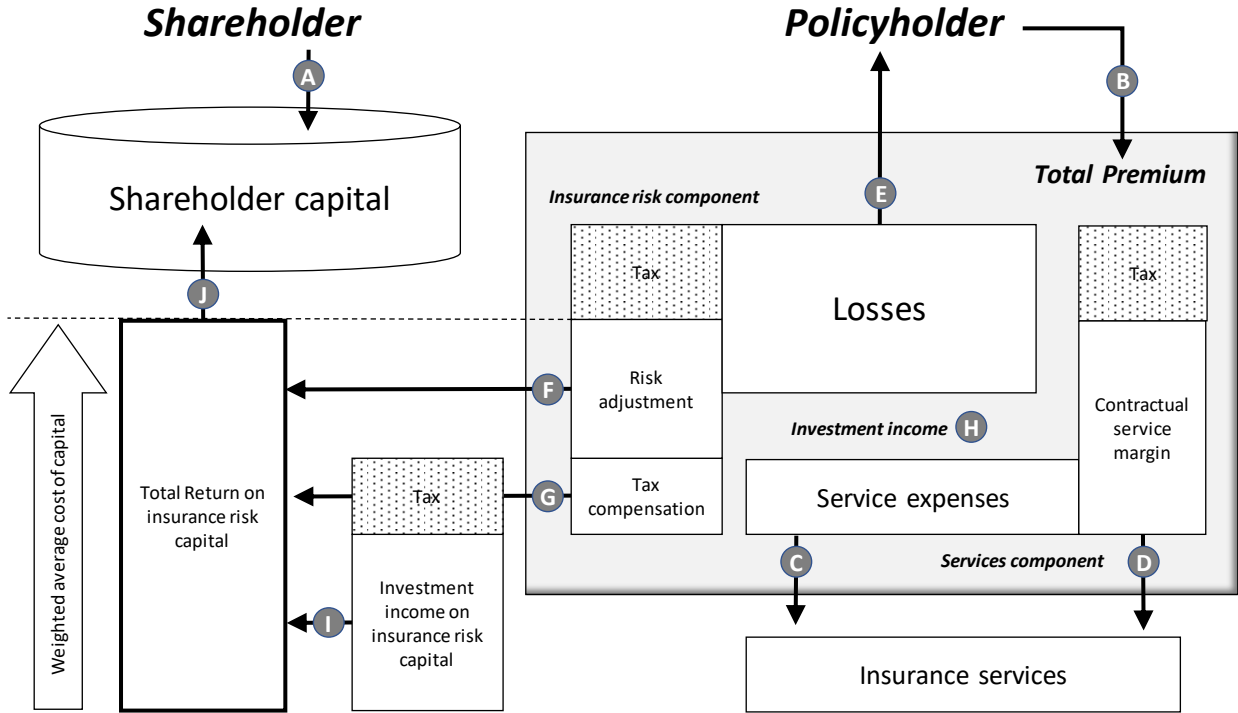 Shareholder
Policyholder
A
B
Shareholder capital
Total Premium
Insurance risk component
E
Tax
Losses
Tax
J
Risk
adjustment
F
Contractual
service
margin
Investment income
H
Weighted average cost of capital
Total Return on
insurance risk
capital
Tax
G
Tax
compensation
Service expenses
C
Services component
D
Investment
income on
insurance risk
capital
I
Insurance services